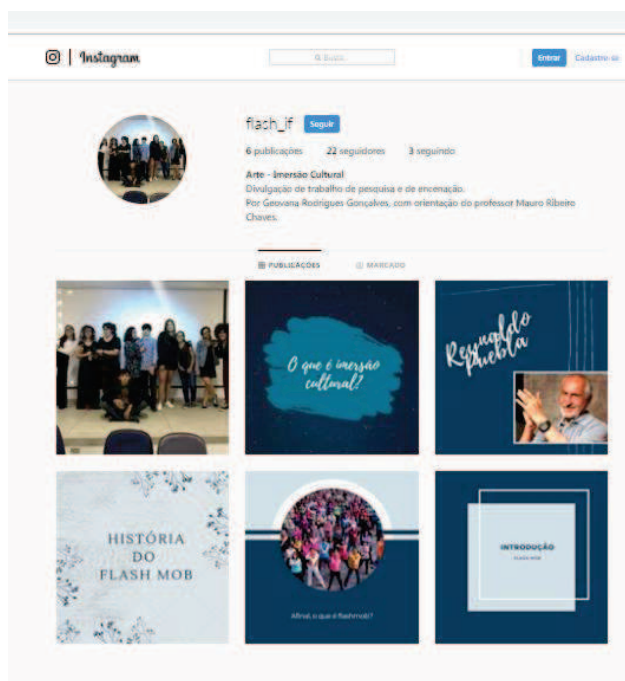 Instagram
Busca
Entrar
Cadastre-se
flach_if
Seguir
6 publicações 22 seguidores 3 seguindo
Arte - Imersão Cultural
Divulgação de trabalho de pesquisa e de encenação.
Por Geovana Rodrigues Gonçalves, com orientação do professor Mauro Ribeiro
Chaves.
PUBLICAÇÕES
MARCADO
O que é imersão
cultural?
Reynaldo
Puebla
HISTÓRIA
DO
FLASH MOB
Afinal, o que é flashmob?
INTRODUÇÃO
FLASH MOB